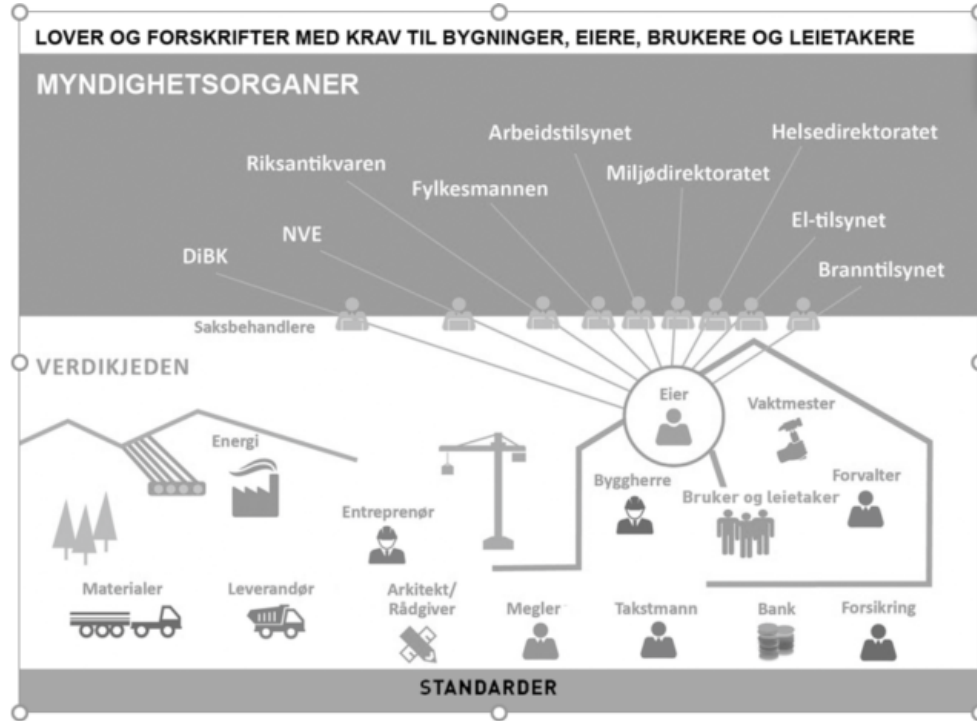 LOVER OG FORSKRIFTER MED KRAV TIL BYGNINGER, EIERE, BRUKERE OG LEIETAKERE
MYNDIGHETSORGANER
Arbeidstilsynet
Helsedirektoratet
Riksantikvaren
Fylkesmannen
Miljødirektoratet
DiBK
NVE
El-tilsynet
Branntilsynet
Saksbehandlere
VERDIKJEDEN
Eier
Vaktmester
Energi
Entreprenør
Byggherre
Bruker og leietaker
Forvalter
Materialer
Leverandør
Arkitekt/
Rådgiver
Megler
Takstmann
Bank
Forsikring
STANDARDER